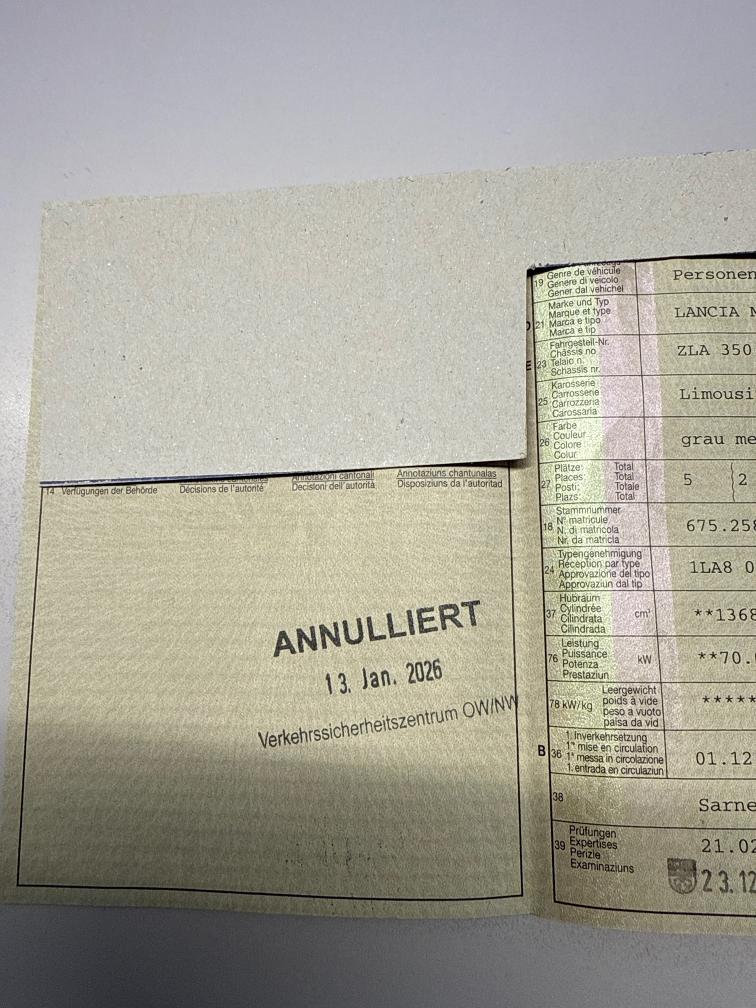 14 Verfügungen der Behörde Décisions de l'autorité Annotazioni cantonali Annotaziuns chantunalas
Decisioni dell'autorità Disposiziuns da l'autoritad
ANNULLIERT
13. Jan. 2026
Verkehrssicherheitszentrum OW/NW
19 Genre de véhicule Personen
Genere di veicolo
Gener dal vehichel
21 Marke und Typ LANCIA M
Marque et type
Marca e tipo
Marca e tip
E 23 Fahrgestell-Nr. ZLA 350
Châssis no
Telaio n.
Schassis nr.
25 Karosserie Limousi
Carrosserie
Carrozzeria
Carossaria
26 Farbe grau me
Couleur
Colore
Colur
27 Plätze: Total 5 2
Places: Total
Posti: Totale
Plazs: Total
18 Stammnummer 675.258
N° matricule
N. di matricola
Nr. da matricla
24 Typengenehmigung 1LA8 0
Réception par type
Approvazione del tipo
Approvaziun dal tip
37 Hubraum cm³ **1368
Cylindrée
Cilindrata
Cilindrada
76 Leistung kW **70.
Puissance
Potenza
Prestaziun
78 kW/kg Leergewicht *****
poids à vide
peso a vuoto
paisa da vid
B 36 1. Inverkehrsetzung 01.12
1re mise en circulation
1a messa in circolazione
1. entrada en circulaziun
38 Sarne
39 Prüfungen 21.02
Expertises
Perizie
Examinaziuns
23.12